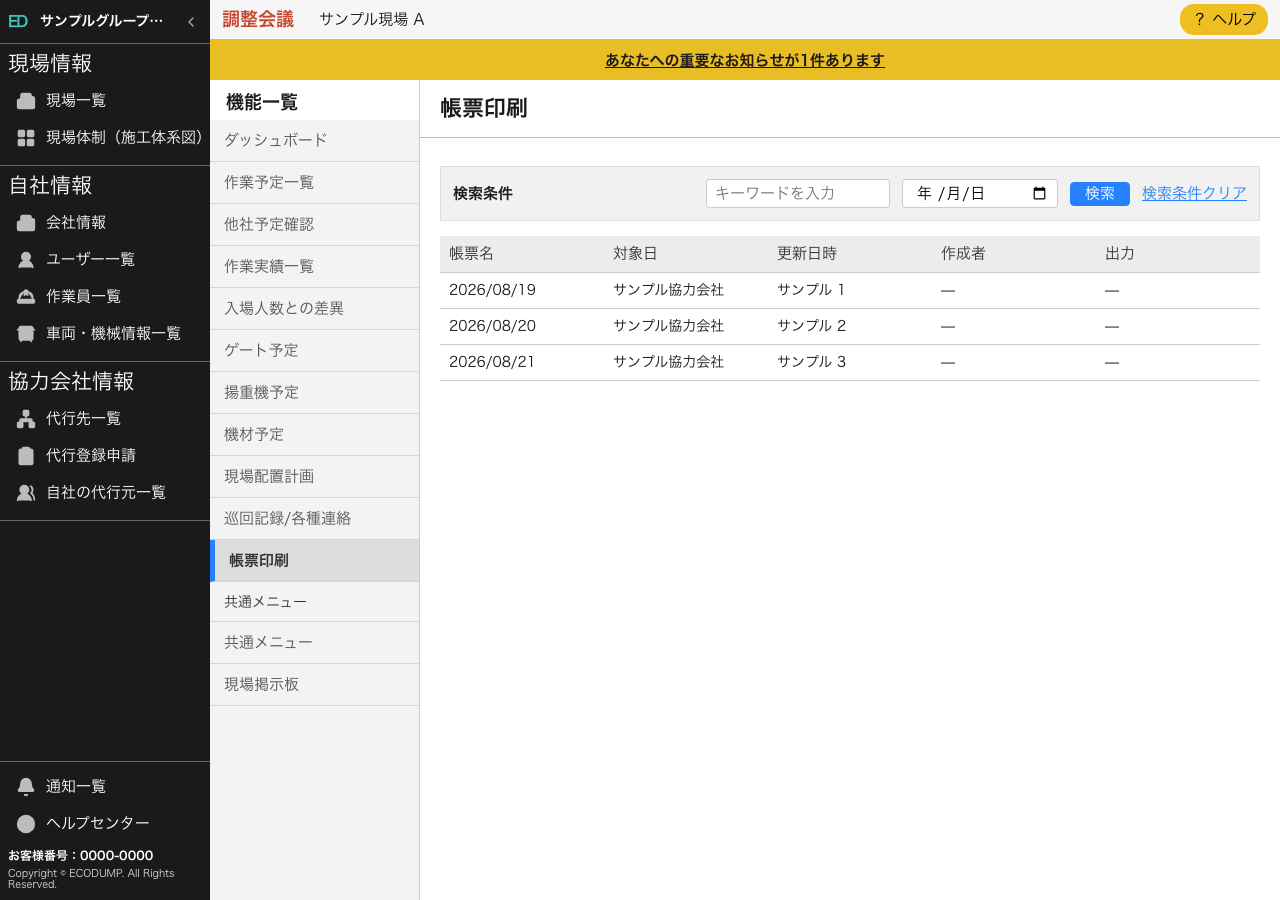 ED サンプルグループ…
現場情報
現場一覧
現場体制（施工体系図）
自社情報
会社情報
ユーザー一覧
作業員一覧
車両・機械情報一覧
協力会社情報
代行先一覧
代行登録申請
自社の代行元一覧
通知一覧
ヘルプセンター
お客様番号：0000-0000
Copyright © ECODUMP. All Rights
Reserved.
調整会議 サンプル現場 A
？ ヘルプ
あなたへの重要なお知らせが1件あります
機能一覧
ダッシュボード
作業予定一覧
他社予定確認
作業実績一覧
入場人数との差異
ゲート予定
揚重機予定
機材予定
現場配置計画
巡回記録/各種連絡
帳票印刷
共通メニュー
共通メニュー
現場掲示板
帳票印刷
検索条件 キーワードを入力 年 /月/日 検索 検索条件クリア
帳票名 対象日 更新日時 作成者 出力
2026/08/19 サンプル協力会社 サンプル 1 — —
2026/08/20 サンプル協力会社 サンプル 2 — —
2026/08/21 サンプル協力会社 サンプル 3 — —